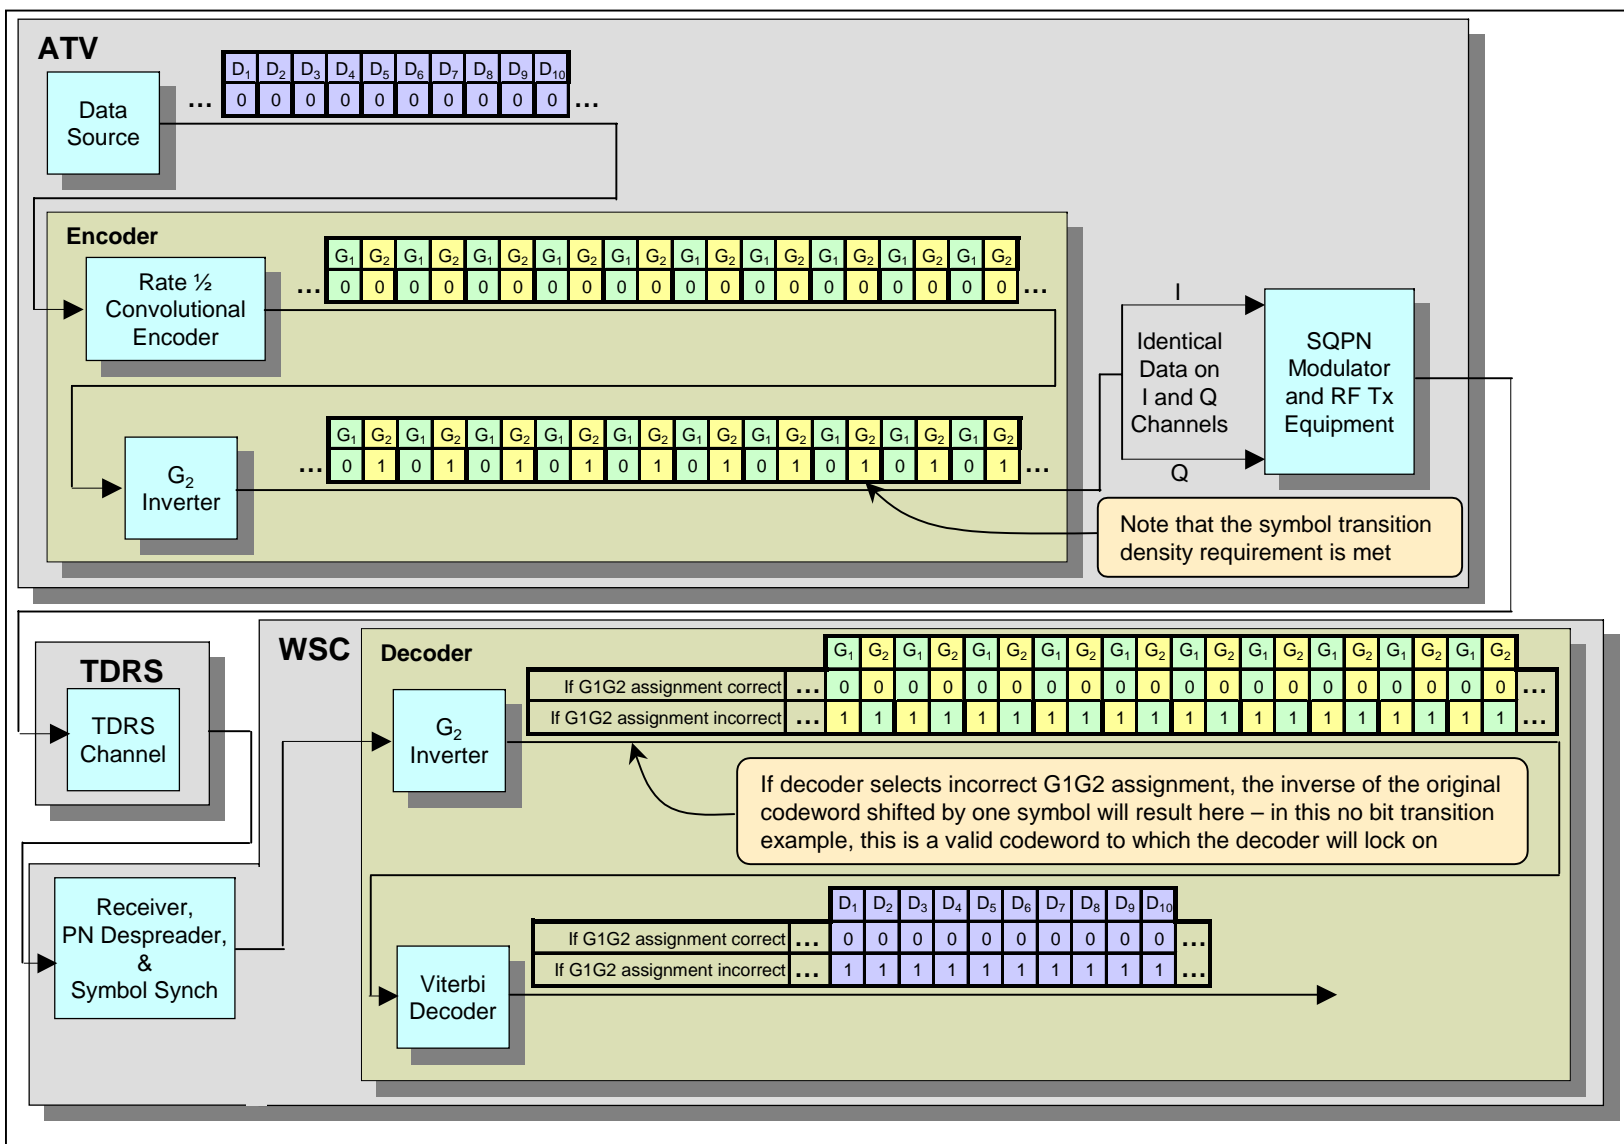 ATV
Data
Source
D1 D2 D3 D4 D5 D6 D7 D8 D9 D10
... 0 0 0 0 0 0 0 0 0 0 ...
Encoder
Rate ½
Convolutional
Encoder
G1 G2 G1 G2 G1 G2 G1 G2 G1 G2 G1 G2 G1 G2 G1 G2 G1 G2 G1 G2
... 0 0 0 0 0 0 0 0 0 0 0 0 0 0 0 0 0 0 0 0 ...
G2
Inverter
G1 G2 G1 G2 G1 G2 G1 G2 G1 G2 G1 G2 G1 G2 G1 G2 G1 G2 G1 G2
... 0 1 0 1 0 1 0 1 0 1 0 1 0 1 0 1 0 1 0 1 ...
I
Identical
Data on
I and Q
Channels
Q
SQPN
Modulator
and RF Tx
Equipment
Note that the symbol transition
density requirement is met
TDRS
TDRS
Channel
WSC
Receiver,
PN Despreader,
&
Symbol Synch
Decoder
G2
Inverter
G1 G2 G1 G2 G1 G2 G1 G2 G1 G2 G1 G2 G1 G2 G1 G2 G1 G2 G1 G2
If G1G2 assignment correct ... 0 0 0 0 0 0 0 0 0 0 0 0 0 0 0 0 0 0 0 0 ...
If G1G2 assignment incorrect ... 1 1 1 1 1 1 1 1 1 1 1 1 1 1 1 1 1 1 1 1 ...
If decoder selects incorrect G1G2 assignment, the inverse of the original
codeword shifted by one symbol will result here – in this no bit transition
example, this is a valid codeword to which the decoder will lock on
Viterbi
Decoder
D1 D2 D3 D4 D5 D6 D7 D8 D9 D10
If G1G2 assignment correct ... 0 0 0 0 0 0 0 0 0 0 ...
If G1G2 assignment incorrect ... 1 1 1 1 1 1 1 1 1 1 ...